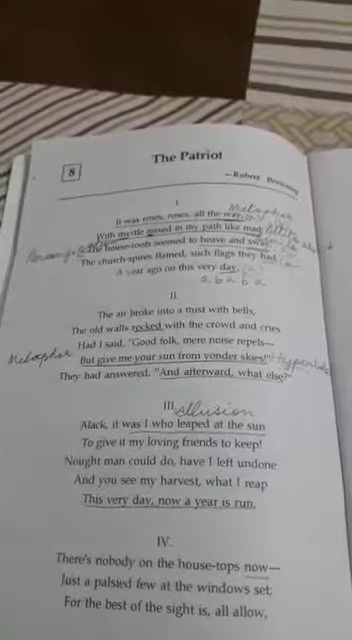 8
The Patriot
—Robert Browning
I.
Metaphor
It was roses, roses, all the way,
With myrtle mixed in my path like mad;
The house-roofs seemed to heave and sway,
The church-spires flamed, such flags they had,
A year ago on this very day.
a b a b a
II.
The air broke into a mist with bells,
The old walls rocked with the crowd and cries
Had I said, "Good folk, mere noise repels—
Metaphor But give me your sun from yonder skies!"
They had answered, "And afterward, what else?"
III. allusion
Alack, it was I who leaped at the sun
To give it my loving friends to keep!
Nought man could do, have I left undone
And you see my harvest, what I reap
This very day, now a year is run.
IV.
There's nobody on the house-tops now—
Just a palsied few at the windows set;
For the best of the sight is, all allow,